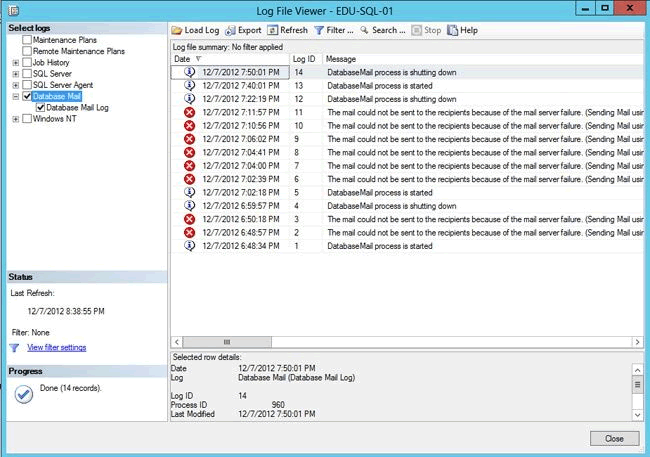 Log File Viewer - EDU-SQL-01
Select logs
Maintenance Plans
Remote Maintenance Plans
Job History
SQL Server
SQL Server Agent
Database Mail
Database Mail Log
Windows NT
Load Log Export Refresh Filter ... Search ... Stop Help
Log file summary: No filter applied
Date Log ID Message
12/7/2012 7:50:01 PM 14 DatabaseMail process is shutting down
12/7/2012 7:40:01 PM 13 DatabaseMail process is started
12/7/2012 7:22:19 PM 12 DatabaseMail process is shutting down
12/7/2012 7:11:57 PM 11 The mail could not be sent to the recipients because of the mail server failure. (Sending Mail usin
12/7/2012 7:10:56 PM 10 The mail could not be sent to the recipients because of the mail server failure. (Sending Mail usin
12/7/2012 7:06:02 PM 9 The mail could not be sent to the recipients because of the mail server failure. (Sending Mail usin
12/7/2012 7:04:41 PM 8 The mail could not be sent to the recipients because of the mail server failure. (Sending Mail usin
12/7/2012 7:04:00 PM 7 The mail could not be sent to the recipients because of the mail server failure. (Sending Mail usin
12/7/2012 7:02:39 PM 6 The mail could not be sent to the recipients because of the mail server failure. (Sending Mail usin
12/7/2012 7:02:18 PM 5 DatabaseMail process is started
12/7/2012 6:59:57 PM 4 DatabaseMail process is shutting down
12/7/2012 6:50:18 PM 3 The mail could not be sent to the recipients because of the mail server failure. (Sending Mail usin
12/7/2012 6:48:57 PM 2 The mail could not be sent to the recipients because of the mail server failure. (Sending Mail usin
12/7/2012 6:48:34 PM 1 DatabaseMail process is started
Status
Last Refresh:
12/7/2012 8:38:55 PM
Filter: None
View filter settings
Progress
Done (14 records).
Selected row details:
Date 12/7/2012 7:50:01 PM
Log Database Mail (Database Mail Log)
Log ID 14
Process ID 960
Last Modified 12/7/2012 7:50:01 PM
Close